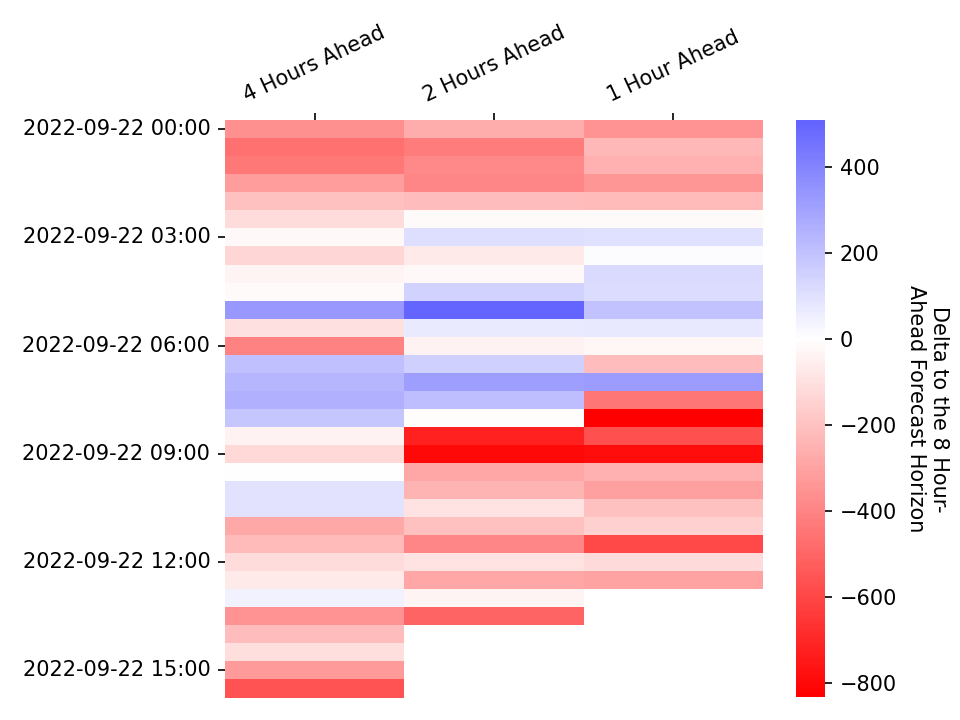 4 Hours Ahead
2 Hours Ahead
1 Hour Ahead
2022-09-22 00:00
2022-09-22 03:00
2022-09-22 06:00
2022-09-22 09:00
2022-09-22 12:00
2022-09-22 15:00
400
200
0
−200
−400
−600
−800
Delta to the 8 Hour-
Ahead Forecast Horizon